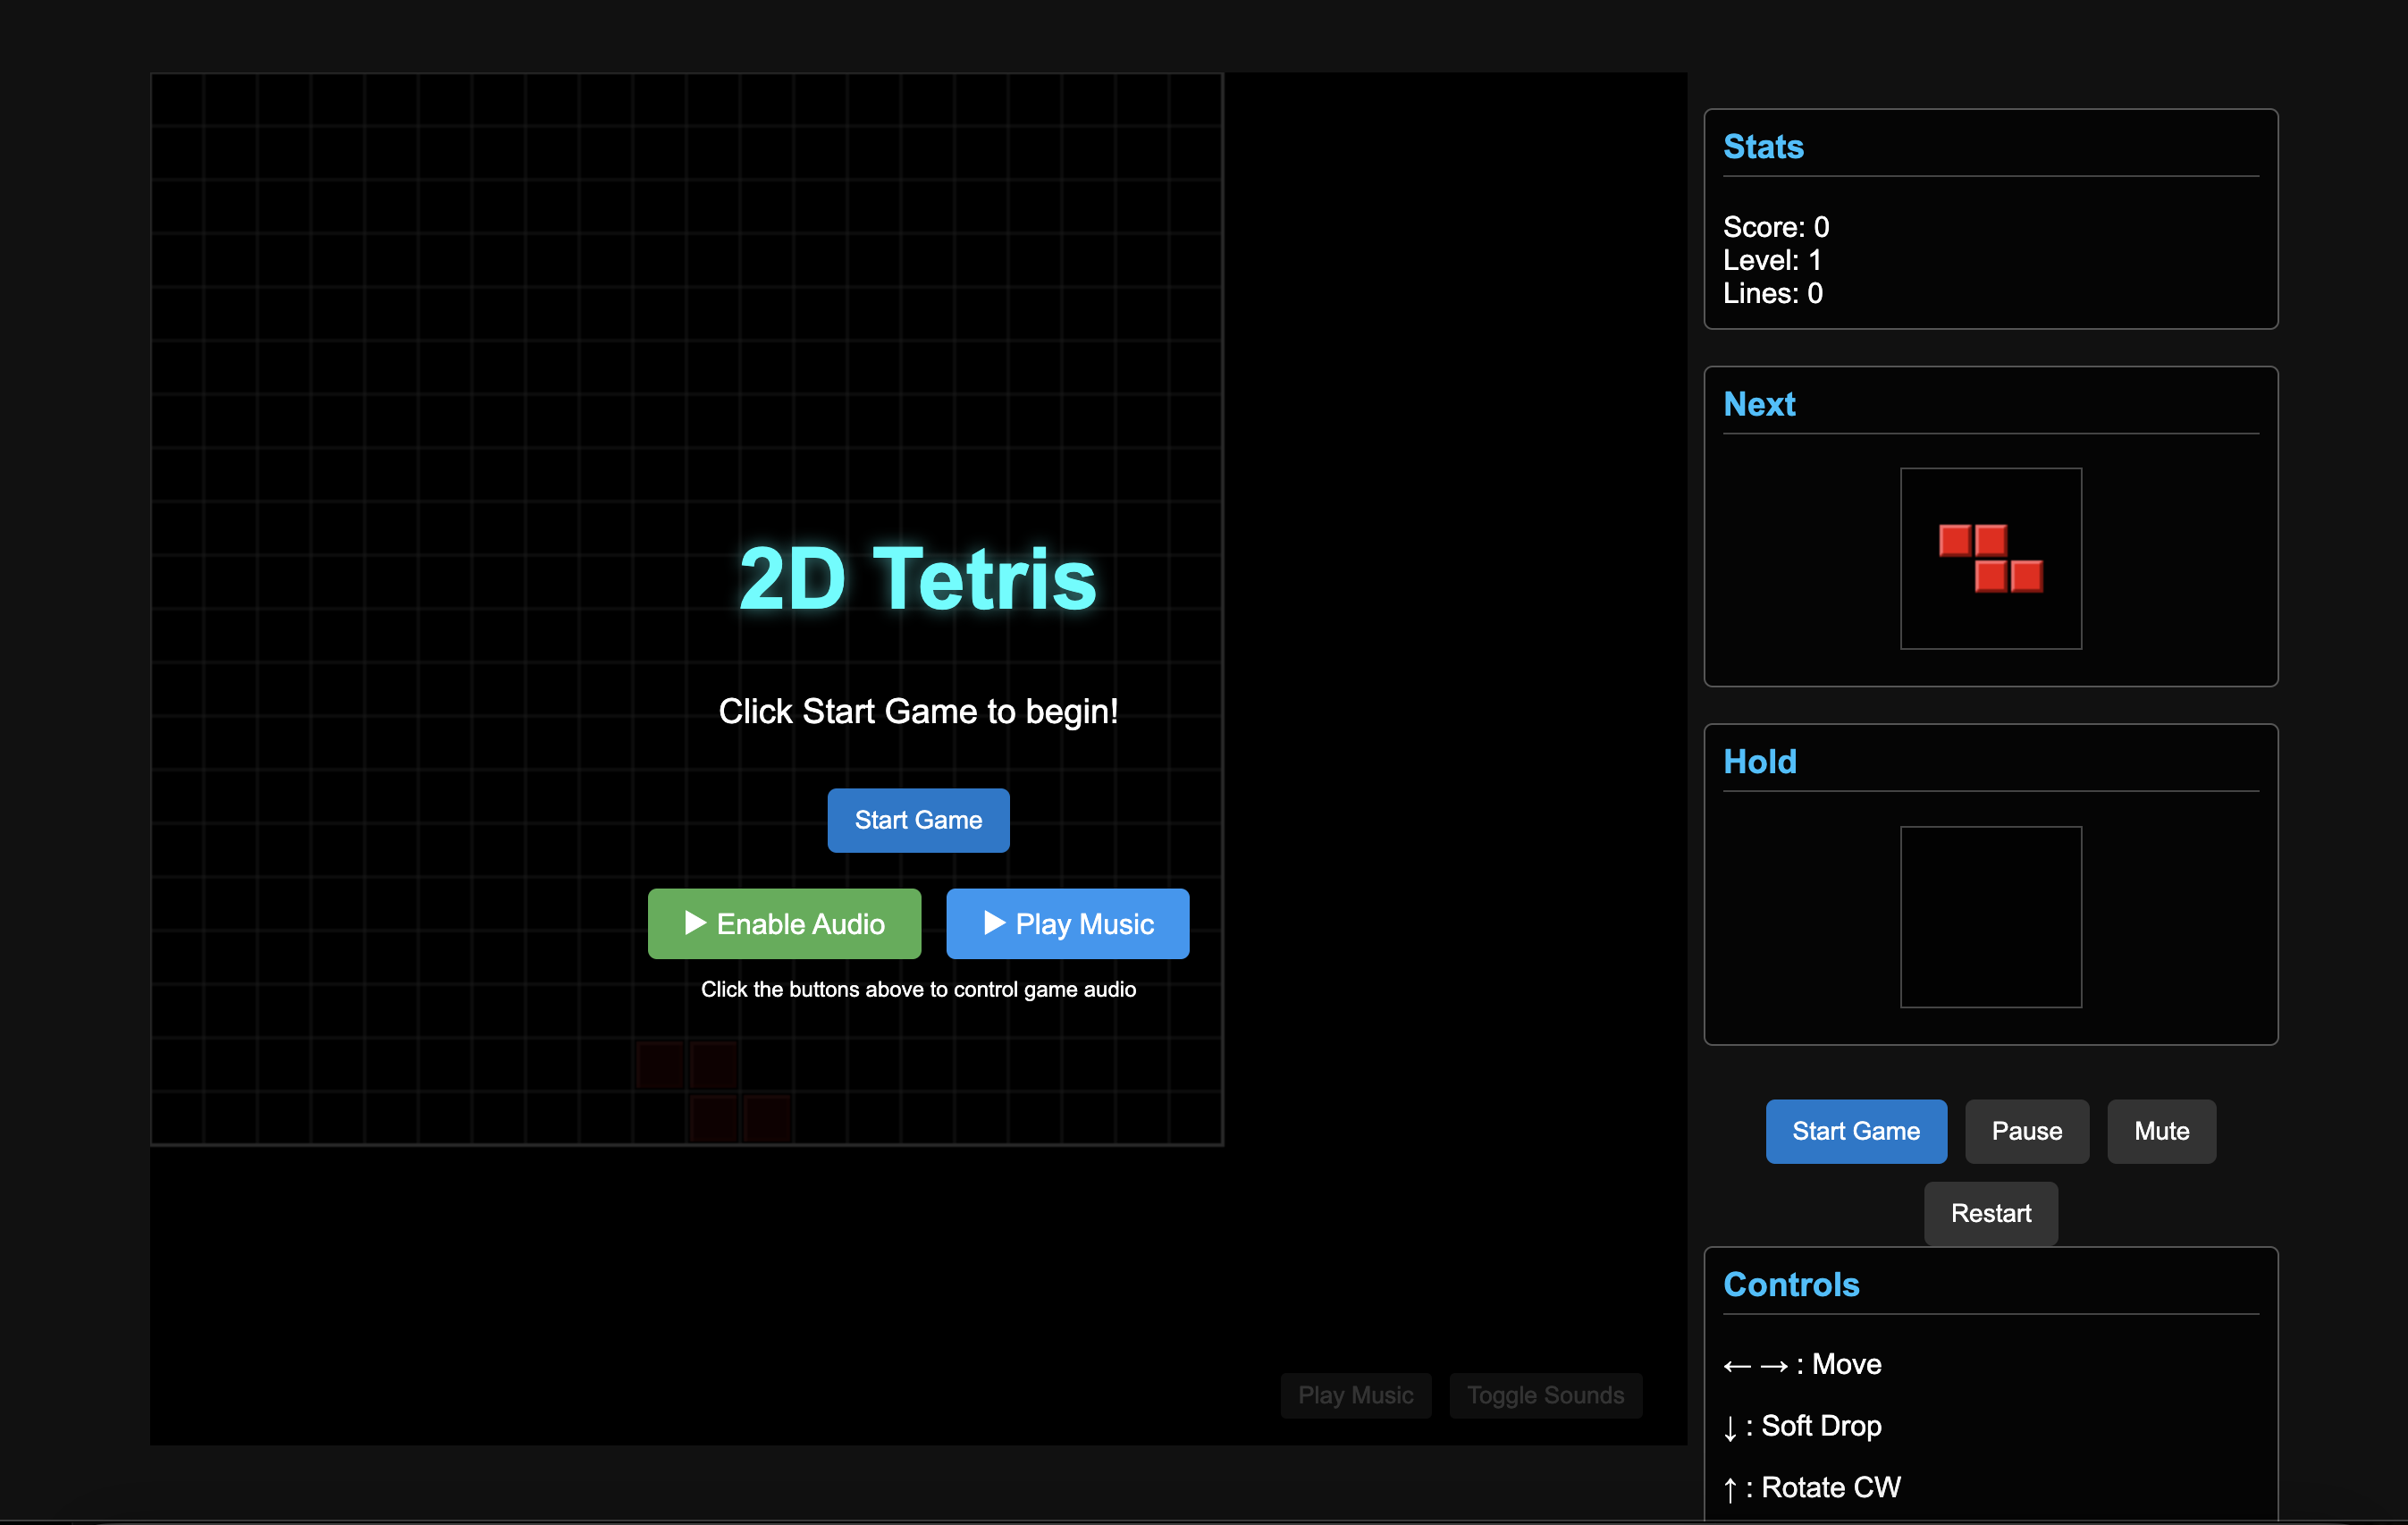 2D Tetris
Click Start Game to begin!
Start Game
▶ Enable Audio
▶ Play Music
Click the buttons above to control game audio
Play Music
Toggle Sounds
Stats
Score: 0
Level: 1
Lines: 0
Next
Hold
Start Game
Pause
Mute
Restart
Controls
← → : Move
↓ : Soft Drop
↑ : Rotate CW